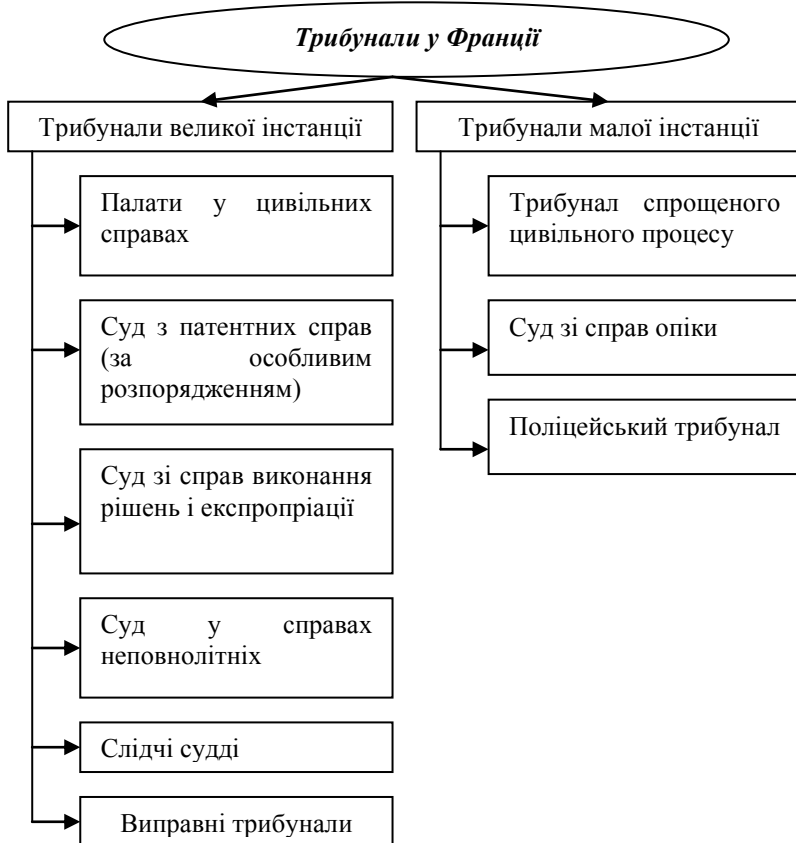 Трибунали у Франції
Трибунали великої інстанції
Палати у цивільних
справах
Суд з патентних справ
(за особливим
розпорядженням)
Суд зі справ виконання
рішень і експропріації
Суд у справах
неповнолітніх
Слідчі судді
Виправні трибунали
Трибунали малої інстанції
Трибунал спрощеного
цивільного процесу
Суд зі справ опіки
Поліцейський трибунал